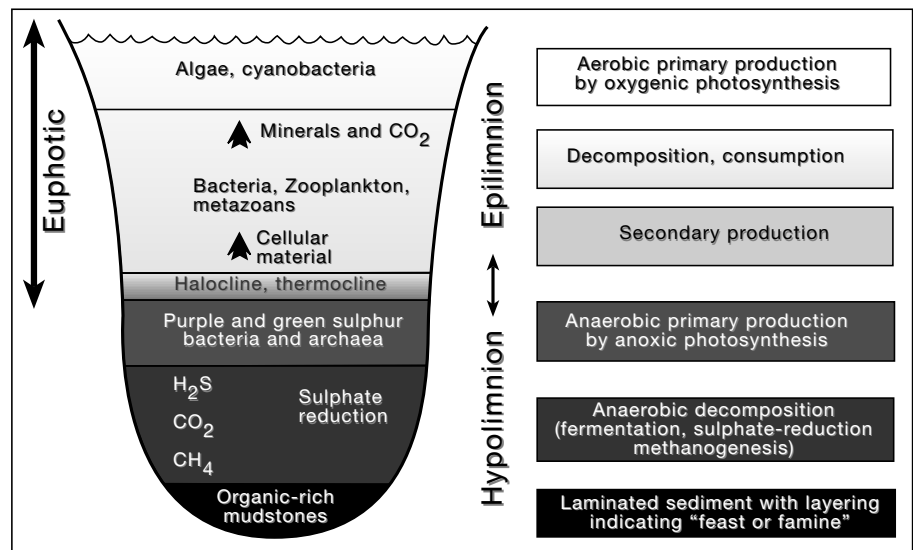 Euphotic
Algae, cyanobacteria
Minerals and CO₂
Bacteria, Zooplankton,
metazoans
Cellular
material
Halocline, thermocline
Purple and green sulphur
bacteria and archaea
H₂S
CO₂
CH₄
Sulphate
reduction
Organic-rich
mudstones
Epilimnion
Hypolimnion
Aerobic primary production
by oxygenic photosynthesis
Decomposition, consumption
Secondary production
Anaerobic primary production
by anoxic photosynthesis
Anaerobic decomposition
(fermentation, sulphate-reduction
methanogenesis)
Laminated sediment with layering
indicating “feast or famine”